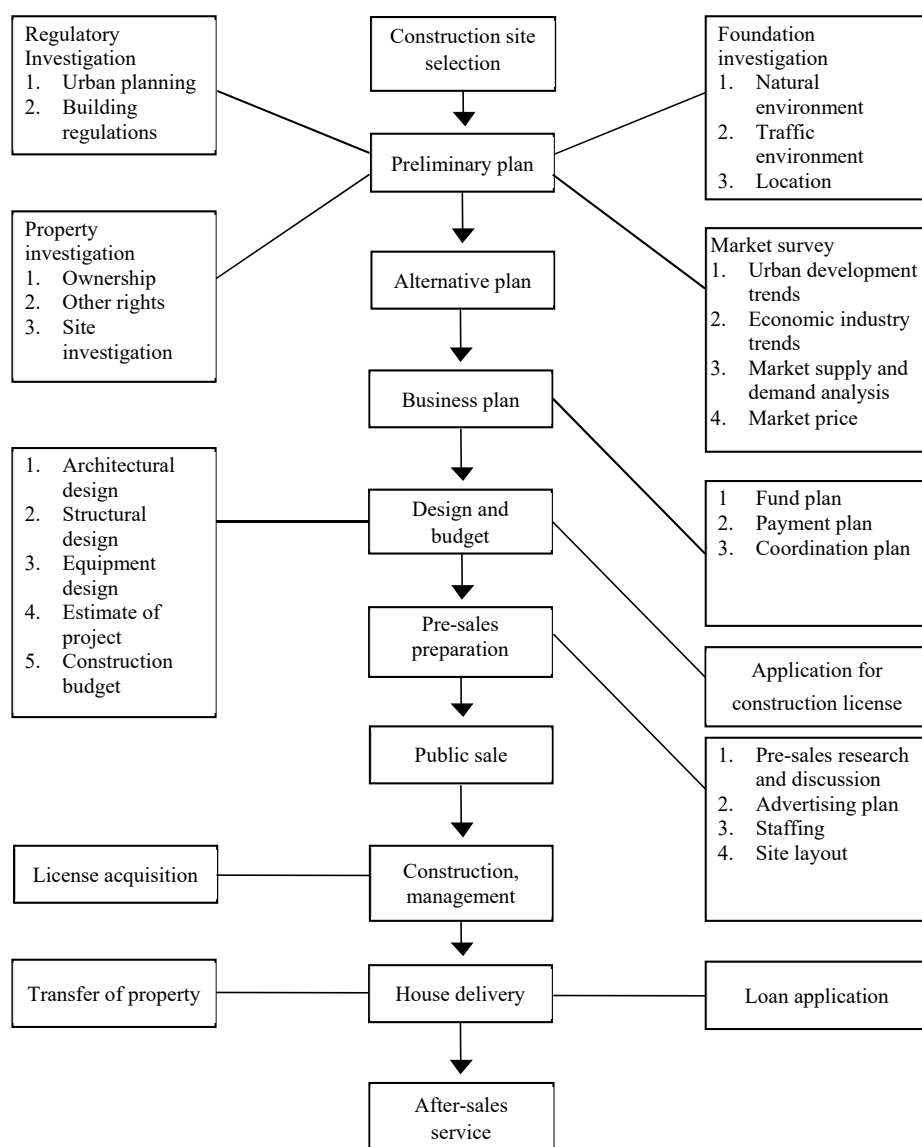 Regulatory
Investigation
1. Urban planning
2. Building
regulations
Construction site
selection
Foundation
investigation
1. Natural
environment
2. Traffic
environment
3. Location
Preliminary plan
Property
investigation
1. Ownership
2. Other rights
3. Site
investigation
Alternative plan
Market survey
1. Urban development
trends
2. Economic industry
trends
3. Market supply and
demand analysis
4. Market price
Business plan
1. Architectural
design
2. Structural
design
3. Equipment
design
4. Estimate of
project
5. Construction
budget
Design and
budget
1 Fund plan
2. Payment plan
3. Coordination plan
Pre-sales
preparation
Application for
construction license
Public sale
1. Pre-sales research
and discussion
2. Advertising plan
3. Staffing
4. Site layout
License acquisition
Construction,
management
Transfer of property
House delivery
Loan application
After-sales
service